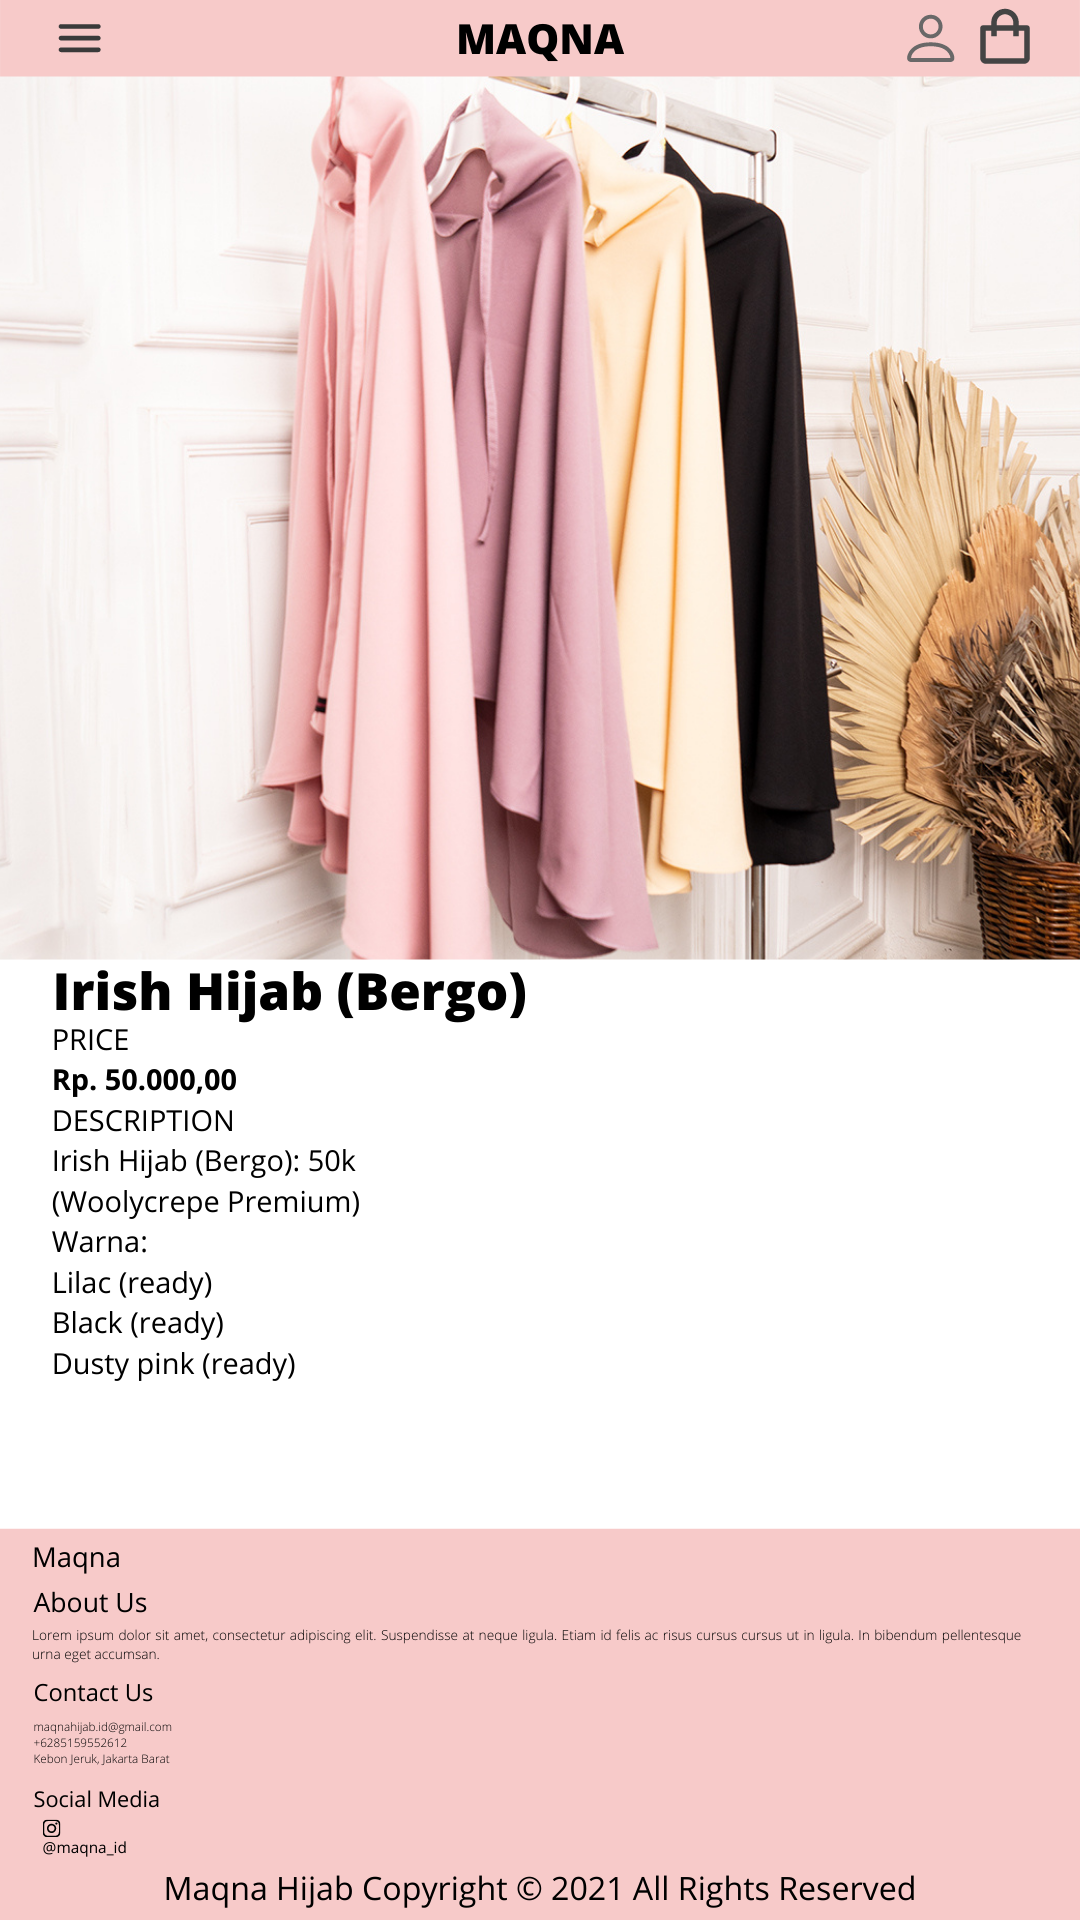 MAQNA
Irish Hijab (Bergo)
PRICE
Rp. 50.000,00
DESCRIPTION
Irish Hijab (Bergo): 50k
(Woolycrepe Premium)
Warna:
Lilac (ready)
Black (ready)
Dusty pink (ready)
Maqna
About Us
Lorem ipsum dolor sit amet, consectetur adipiscing elit. Suspendisse at neque ligula. Etiam id felis ac risus cursus cursus ut in ligula. In bibendum pellentesque
urna eget accumsan.
Contact Us
maqnahijab.id@gmail.com
+6285159552612
Kebon Jeruk, Jakarta Barat
Social Media
@maqna_id
Maqna Hijab Copyright © 2021 All Rights Reserved